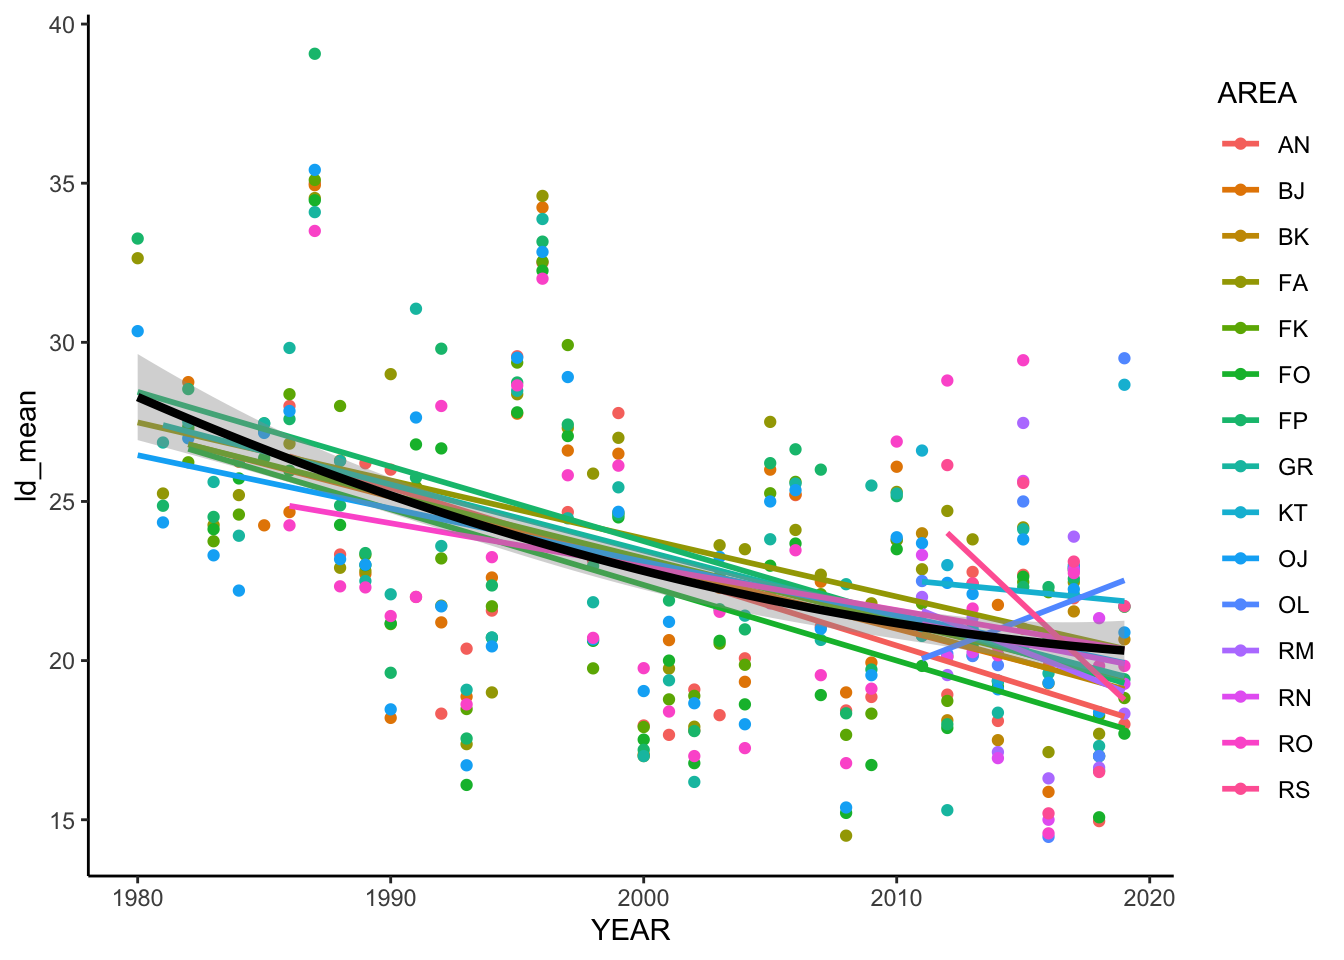 40
35
30
25
20
15
ld_mean
1980
1990
2000
2010
2020
YEAR
AREA
AN
BJ
BK
FA
FK
FO
FP
GR
KT
OJ
OL
RM
RN
RO
RS